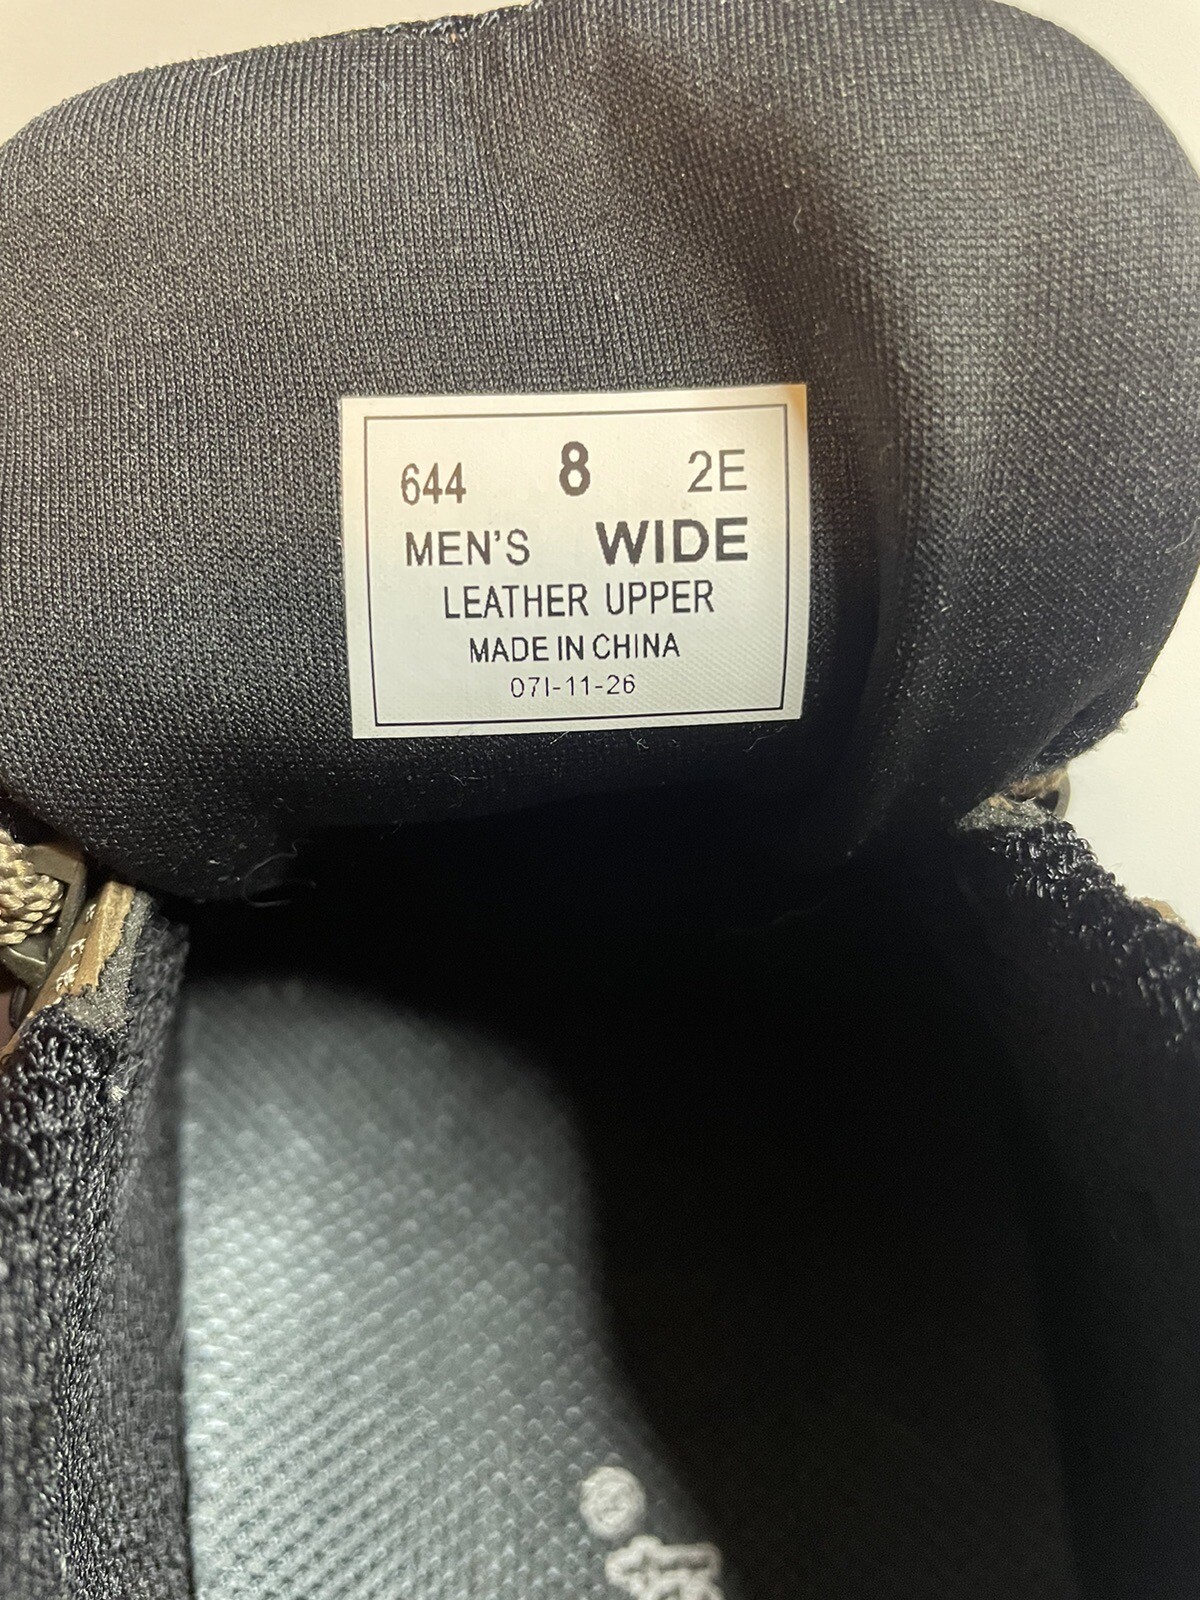 644 8 2E
MEN'S WIDE
LEATHER UPPER
MADE IN CHINA
07I-11-26